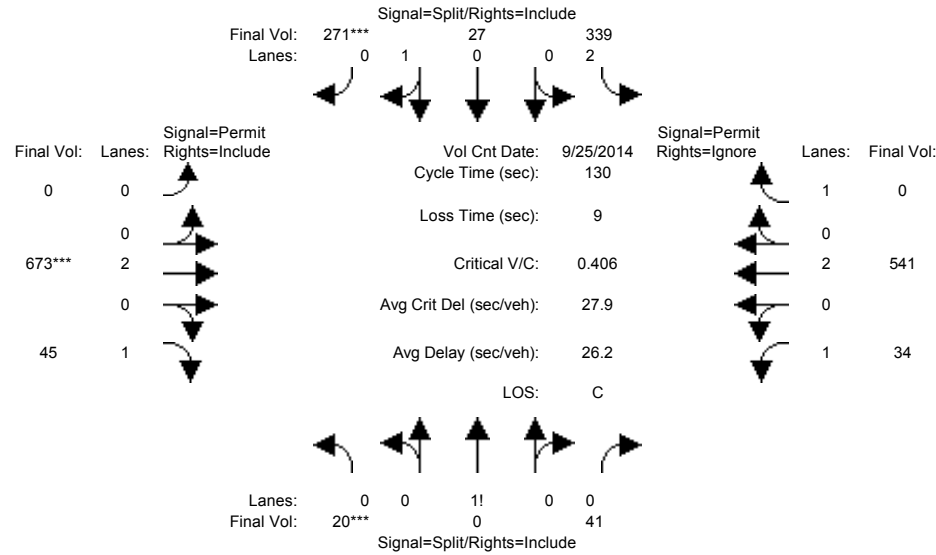 Signal=Split/Rights=Include
Final Vol: 271*** 27 339
Lanes: 0 1 0 0 2
Signal=Permit Signal=Permit
Final Vol: Lanes: Rights=Include Vol Cnt Date: 9/25/2014 Rights=Ignore Lanes: Final Vol:
Cycle Time (sec): 130
0 0 1 0
Loss Time (sec): 9
0 0
673*** 2 Critical V/C: 0.406 2 541
0 Avg Crit Del (sec/veh): 27.9 0
45 1 Avg Delay (sec/veh): 26.2 1 34
LOS: C
Lanes: 0 0 1! 0 0
Final Vol: 20*** 0 41
Signal=Split/Rights=Include